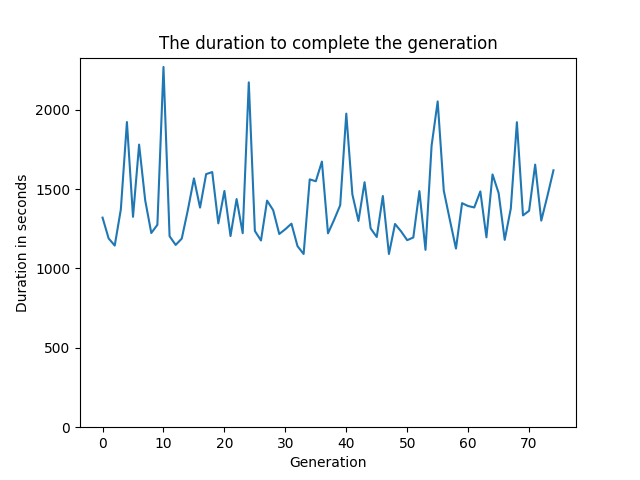 The duration to complete the generation
Duration in seconds
2000
1500
1000
500
0
0 10 20 30 40 50 60 70
Generation